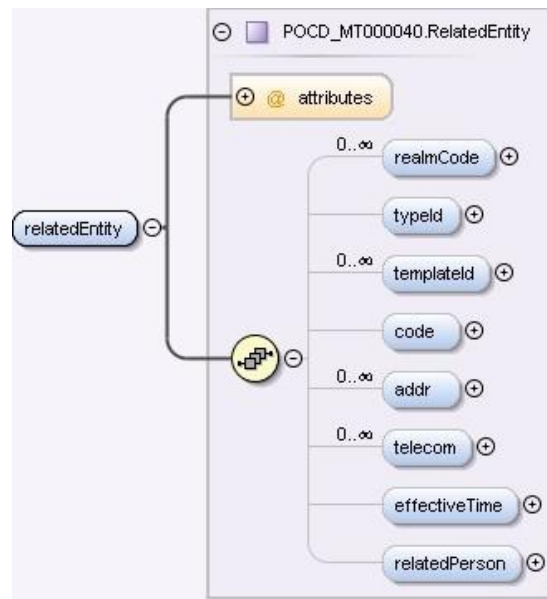 POCD_MT000040.RelatedEntity
@ attributes
0..∞
realmCode
relatedEntity
typeId
0..∞
templateId
code
0..∞
addr
0..∞
telecom
effectiveTime
relatedPerson